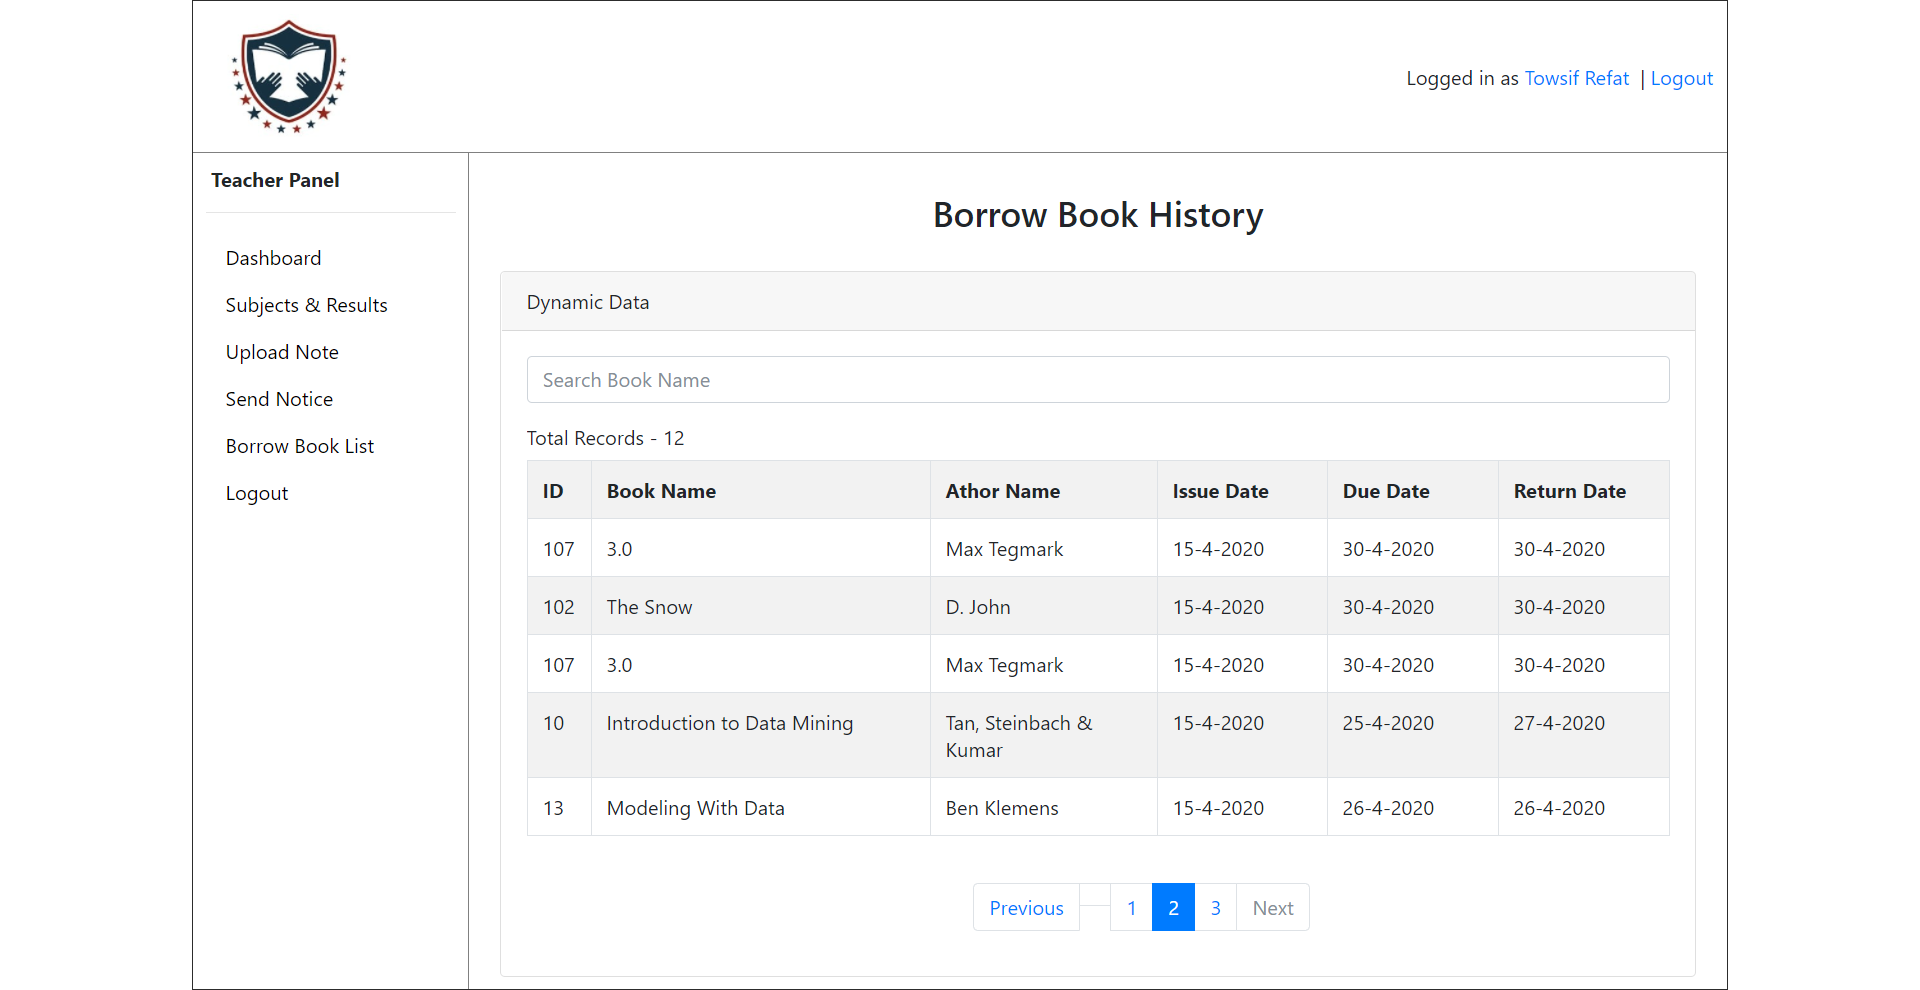 Logged in as Towsif Refat | Logout
Teacher Panel
Dashboard
Subjects & Results
Upload Note
Send Notice
Borrow Book List
Logout
Borrow Book History
Dynamic Data
Search Book Name
Total Records - 12
ID Book Name Athor Name Issue Date Due Date Return Date
107 3.0 Max Tegmark 15-4-2020 30-4-2020 30-4-2020
102 The Snow D. John 15-4-2020 30-4-2020 30-4-2020
107 3.0 Max Tegmark 15-4-2020 30-4-2020 30-4-2020
10 Introduction to Data Mining Tan, Steinbach & 15-4-2020 25-4-2020 27-4-2020
Kumar
13 Modeling With Data Ben Klemens 15-4-2020 26-4-2020 26-4-2020
Previous 1 2 3 Next